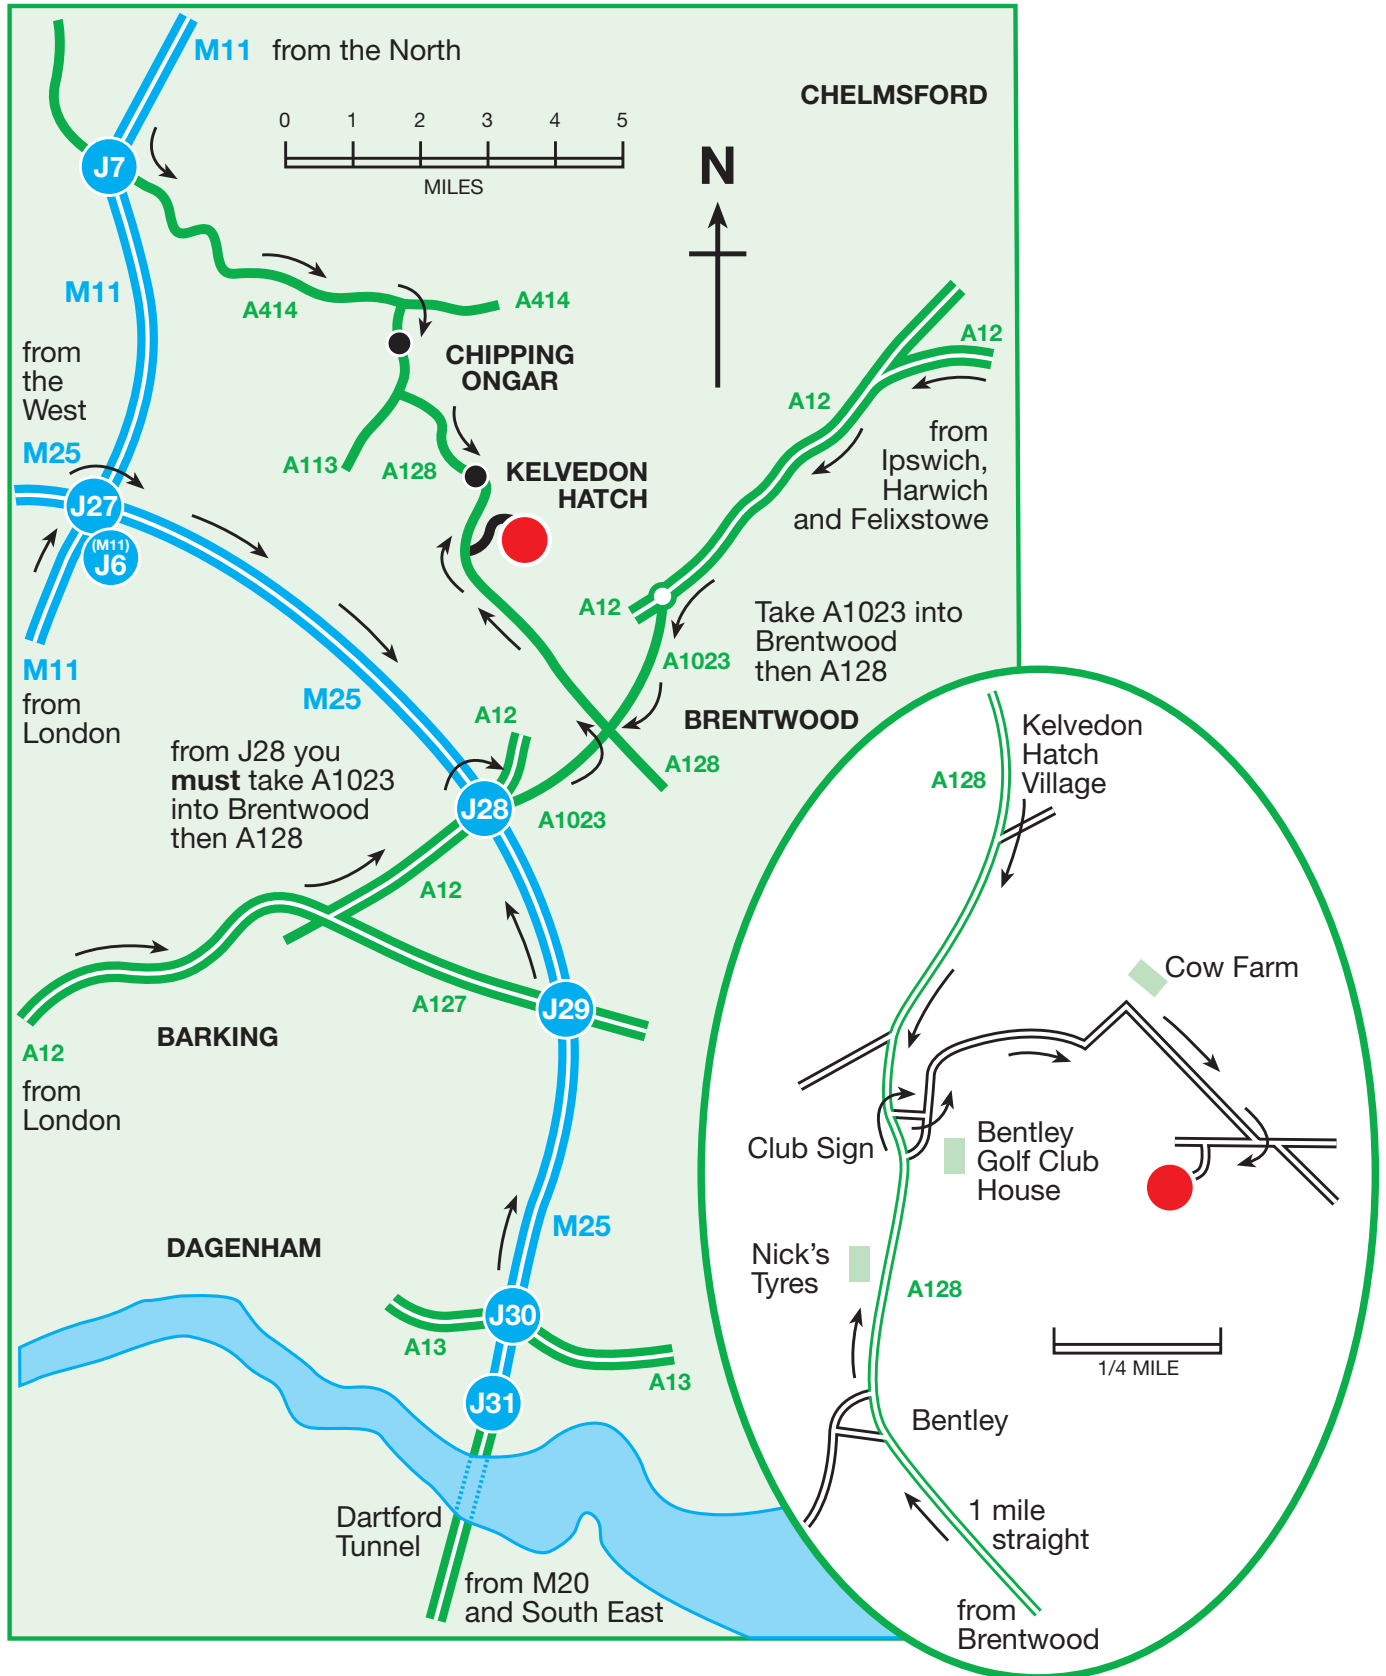 M11 from the North
CHELMSFORD
0 1 2 3 4 5
MILES
N
J7
M11
A414
A414
from
the
West
M25
CHIPPING
ONGAR
A12
A12
from
Ipswich,
Harwich
and Felixstowe
A113
A128
KELVEDON
HATCH
J27
(M11)
J6
M11
from
London
A12
Take A1023 into
Brentwood
then A128
A1023
M25
A12
BRENTWOOD
A128
from J28 you
must take A1023
into Brentwood
then A128
J28
A1023
A12
A127
J29
BARKING
A12
from
London
M25
DAGENHAM
J30
A13
A13
J31
Dartford
Tunnel
from M20
and South East
Kelvedon
Hatch
Village
A128
Cow Farm
Club Sign
Bentley
Golf Club
House
Nick's
Tyres
A128
1/4 MILE
Bentley
1 mile
straight
from
Brentwood